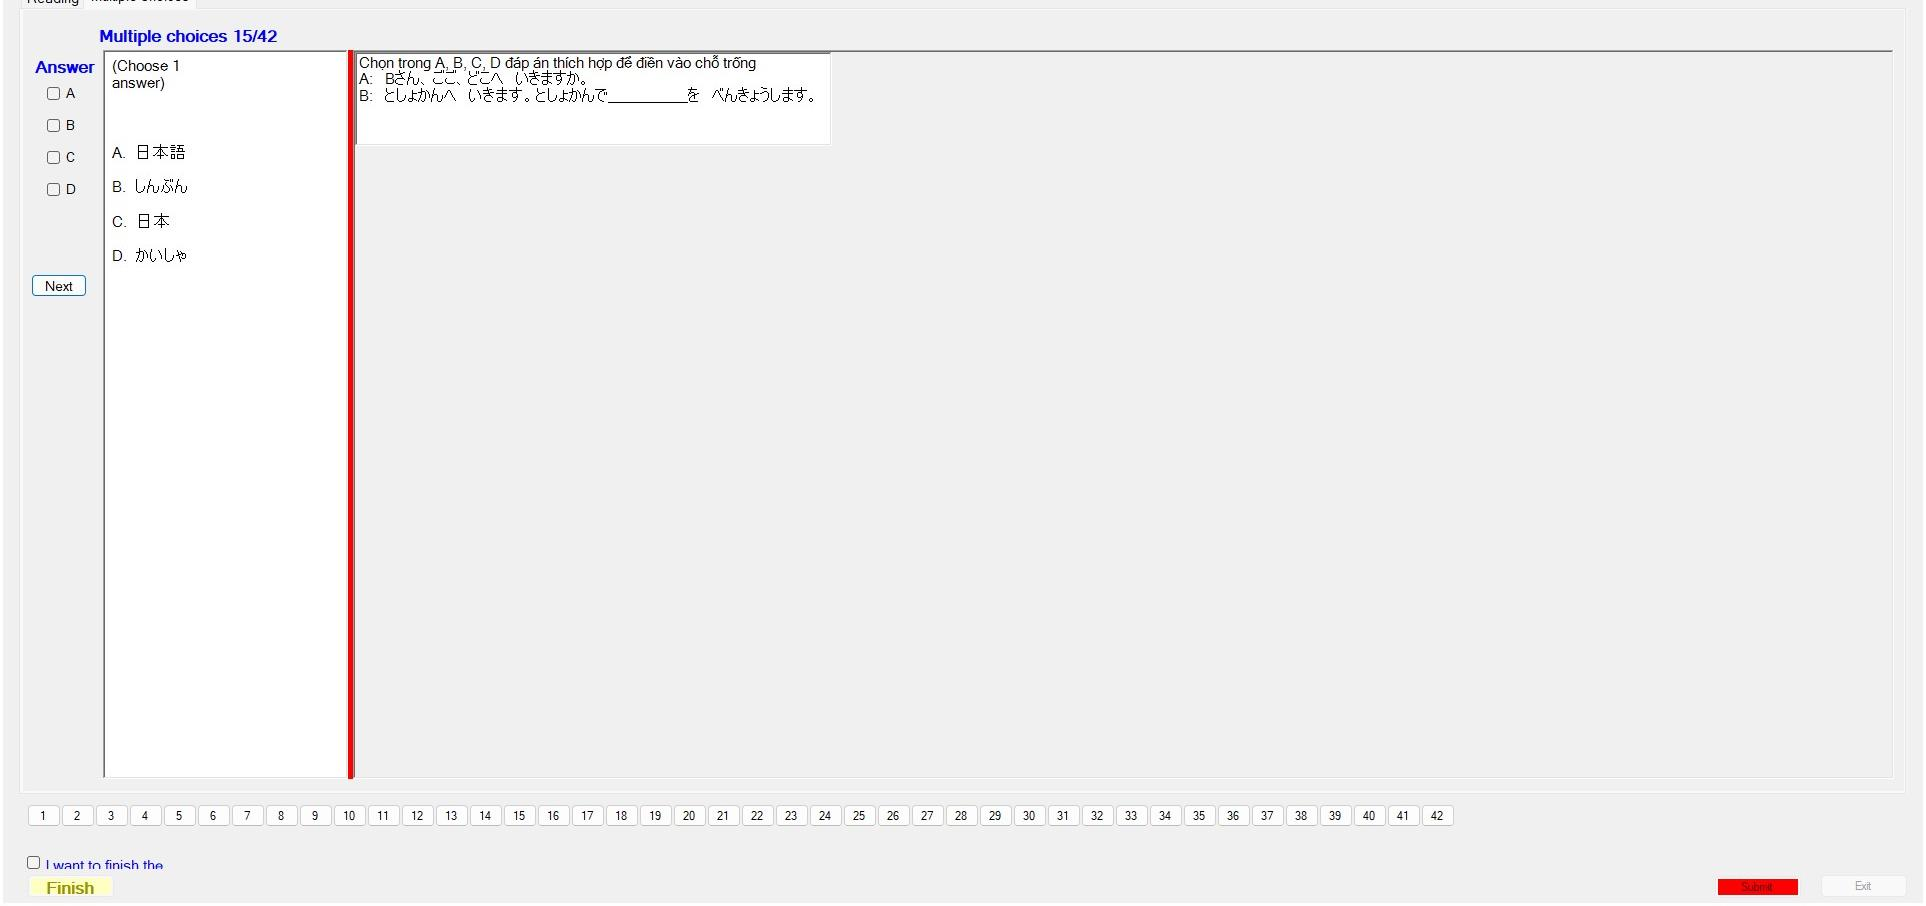 Reading Multiple Choices
Multiple choices 15/42
Answer
A
B
C
D
Next
(Choose 1
answer)
A. 日本語
B. しんぶん
C. 日本
D. かいしゃ
Chọn trong A, B, C, D đáp án thích hợp để điền vào chỗ trống
A: Bさん、ごご、どこへ いきますか。
B: としょかんへ いきます。としょかんで__________を べんきょうします。
1 2 3 4 5 6 7 8 9 10 11 12 13 14 15 16 17 18 19 20 21 22 23 24 25 26 27 28 29 30 31 32 33 34 35 36 37 38 39 40 41 42
I want to finish the
Finish
Submit Exit